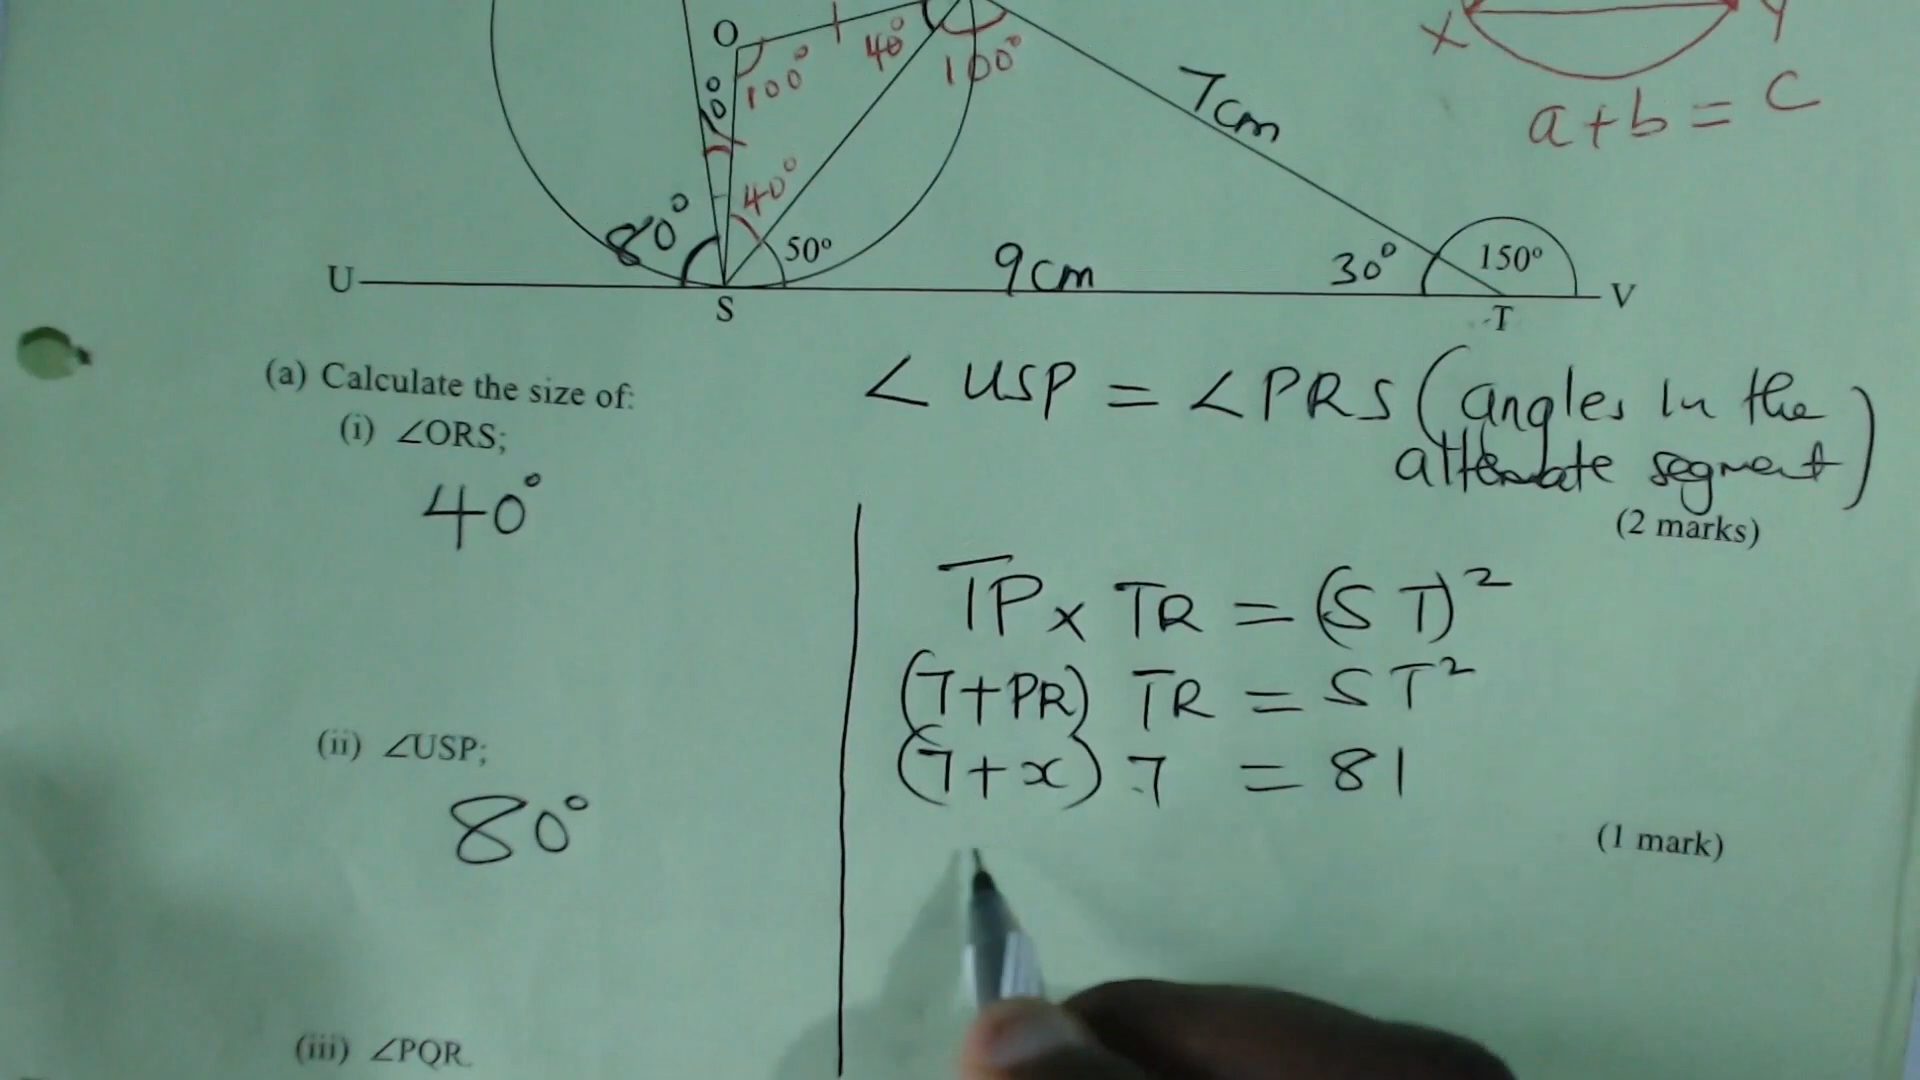 O
40°
100°
100°
7cm
X
Y
a + b = C
80°
40°
50°
9cm
30°
150°
U
S
T
V
(a) Calculate the size of:
(i) ∠ORS;
40°
∠USP = ∠PRS (angles in the
alternate segment)
(2 marks)
TP x TR = (ST)²
(7+PR) TR = ST²
(7+x) 7 = 81
(ii) ∠USP;
80°
(1 mark)
(iii) ∠PQR.